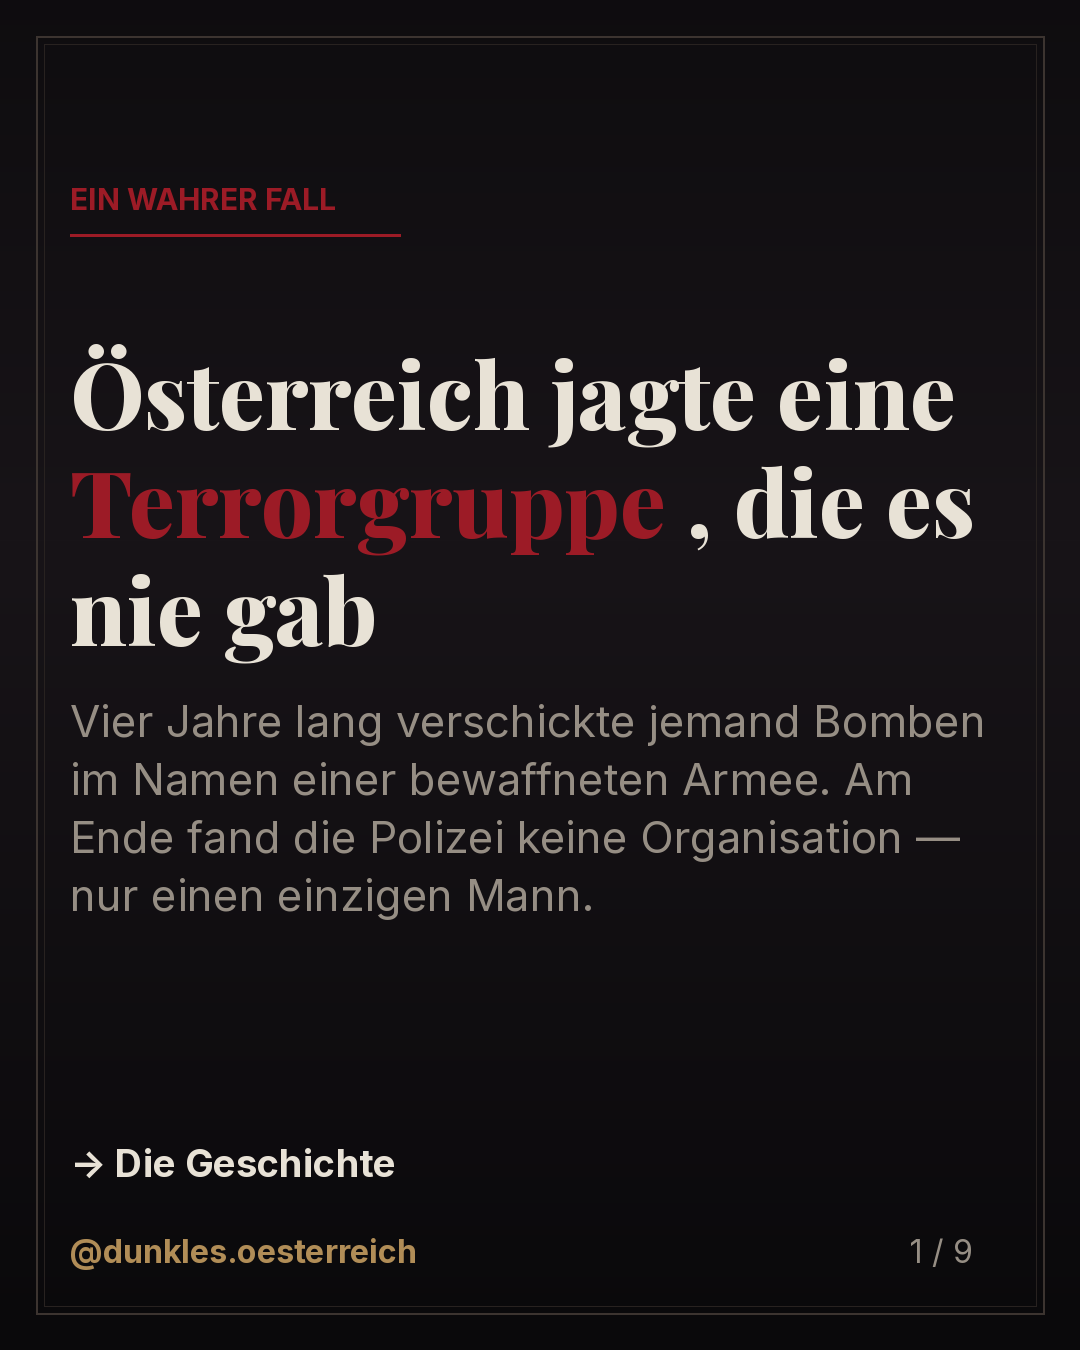 EIN WAHRER FALL
Österreich jagte eine
Terrorgruppe , die es
nie gab
Vier Jahre lang verschickte jemand Bomben
im Namen einer bewaffneten Armee. Am
Ende fand die Polizei keine Organisation —
nur einen einzigen Mann.
→ Die Geschichte
@dunkles.oesterreich
1 / 9